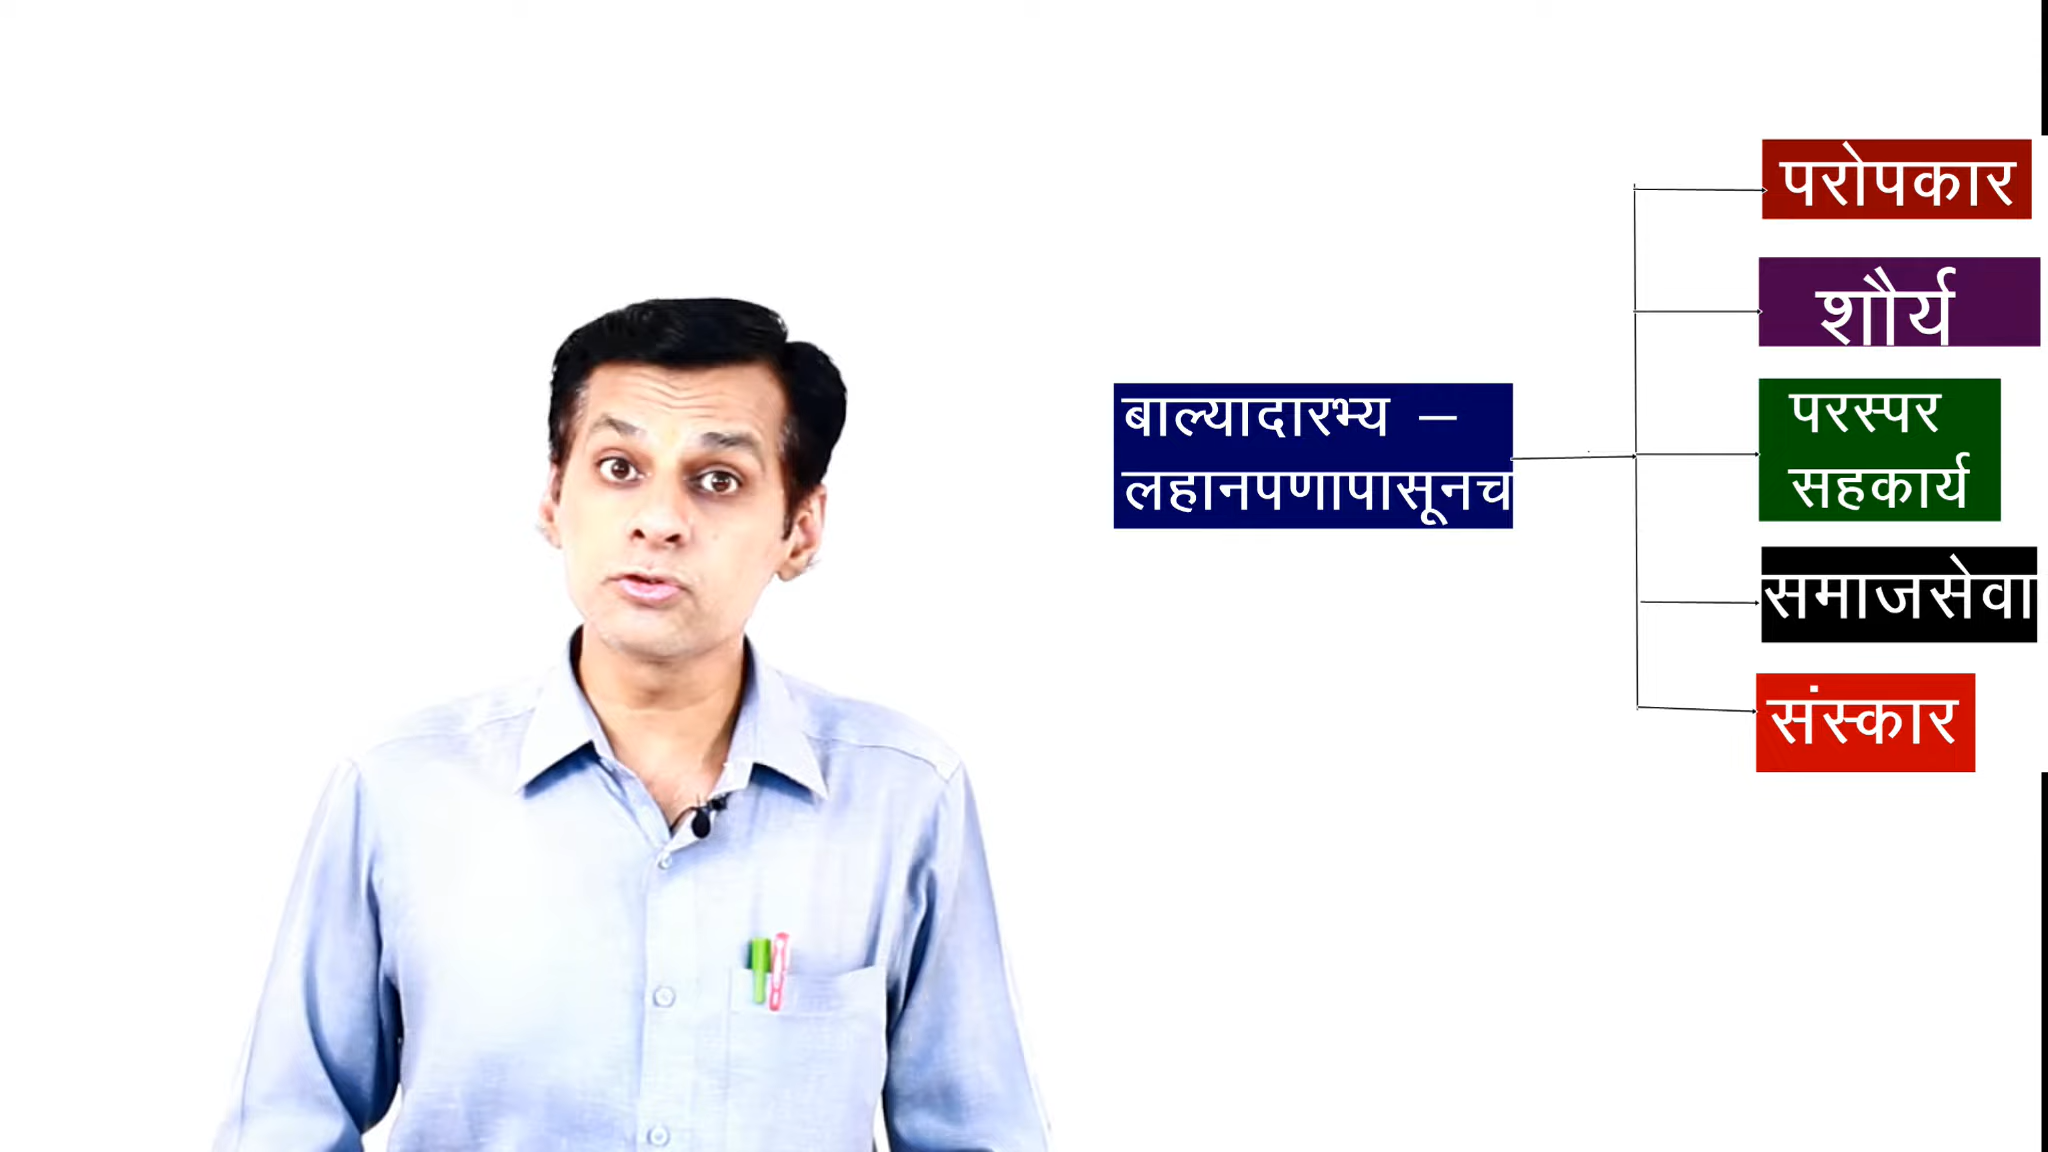 बाल्यादारभ्य –
लहानपणापासूनच
परोपकार
शौर्य
परस्पर
सहकार्य
समाजसेवा
संस्कार